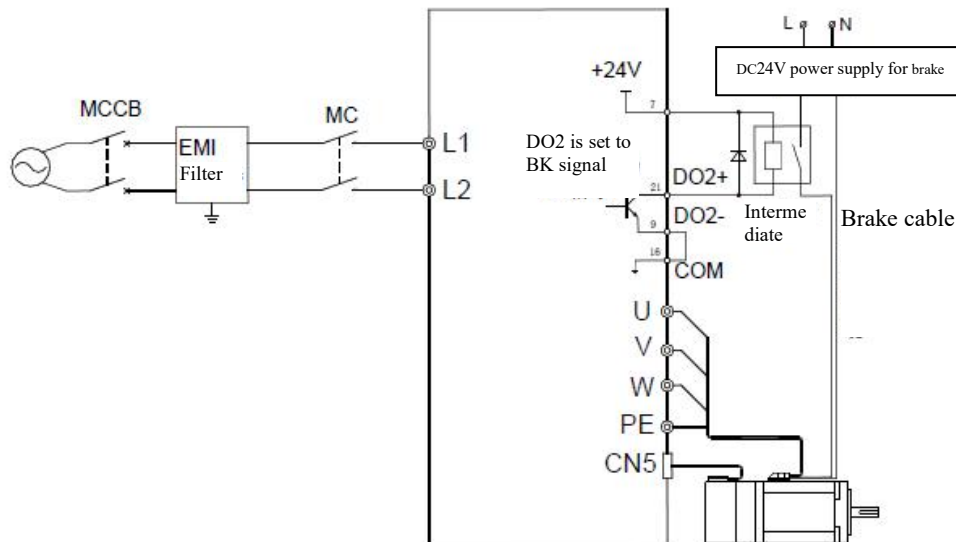 L N
DC24V power supply for brake
+24V
7
MCCB
EMI
Filter
MC
L1
L2
DO2 is set to
BK signal
21
DO2+
9
DO2-
16
COM
Interme
diate
Brake cable
U
V
W
PE
CN5